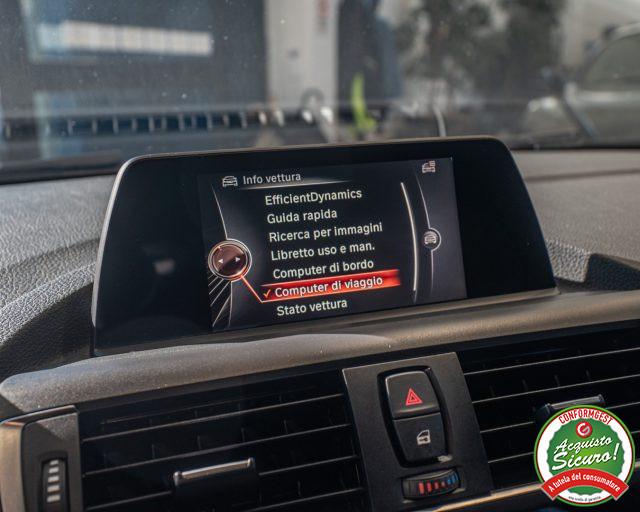 Info vettura
EfficientDynamics
Guida rapida
Ricerca per immagini
Libretto uso e man.
Computer di bordo
Computer di viaggio
Stato vettura
CONFORMGEST
Acquisto
Sicuro!
A tutela del consumatore